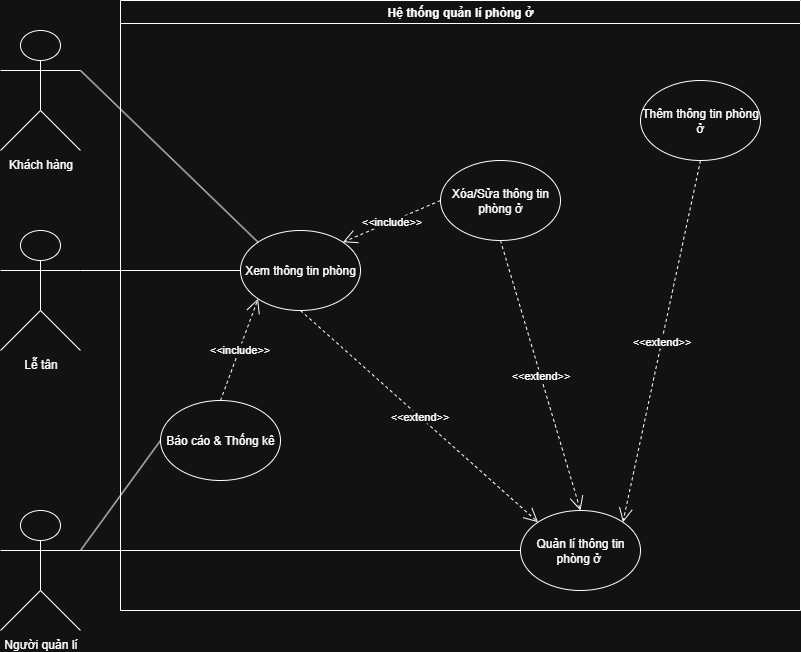 Hệ thống quản lí phòng ở
Khách hàng
Thêm thông tin phòng
ở
Xóa/Sửa thông tin
phòng ở
<<include>>
Xem thông tin phòng
Lễ tân
<<include>>
<<extend>>
<<extend>>
<<extend>>
Báo cáo & Thống kê
Quản lí thông tin
phòng ở
Người quản lí